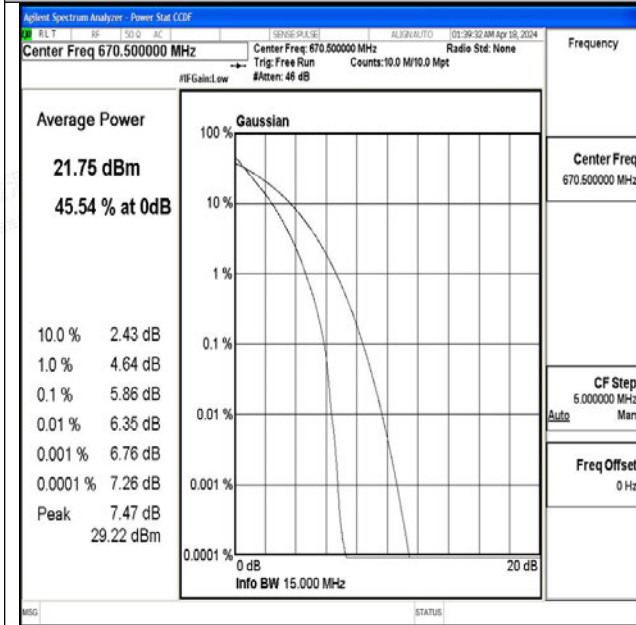 Agilent Spectrum Analyzer - Power Stat CCDF
RL T RF 50 Ω AC SENSE:PULSE ALIGNAUTO 01:39:32 AM Apr 18, 2024
Center Freq 670.500000 MHz
Center Freq: 670.500000 MHz Radio Std: None
Trig: Free Run Counts:10.0 M/10.0 Mpt
#IFGain:Low #Atten: 46 dB
Frequency
Average Power
21.75 dBm
45.54 % at 0dB
10.0 % 2.43 dB
1.0 % 4.64 dB
0.1 % 5.86 dB
0.01 % 6.35 dB
0.001 % 6.76 dB
0.0001 % 7.26 dB
Peak 7.47 dB
29.22 dBm
Gaussian
100 %
10 %
1 %
0.1 %
0.01 %
0.001 %
0.0001 %
0 dB 20 dB
Info BW 15.000 MHz
Center Freq
670.500000 MHz
CF Step
5.000000 MHz
Auto Man
Freq Offset
0 Hz
MSG STATUS